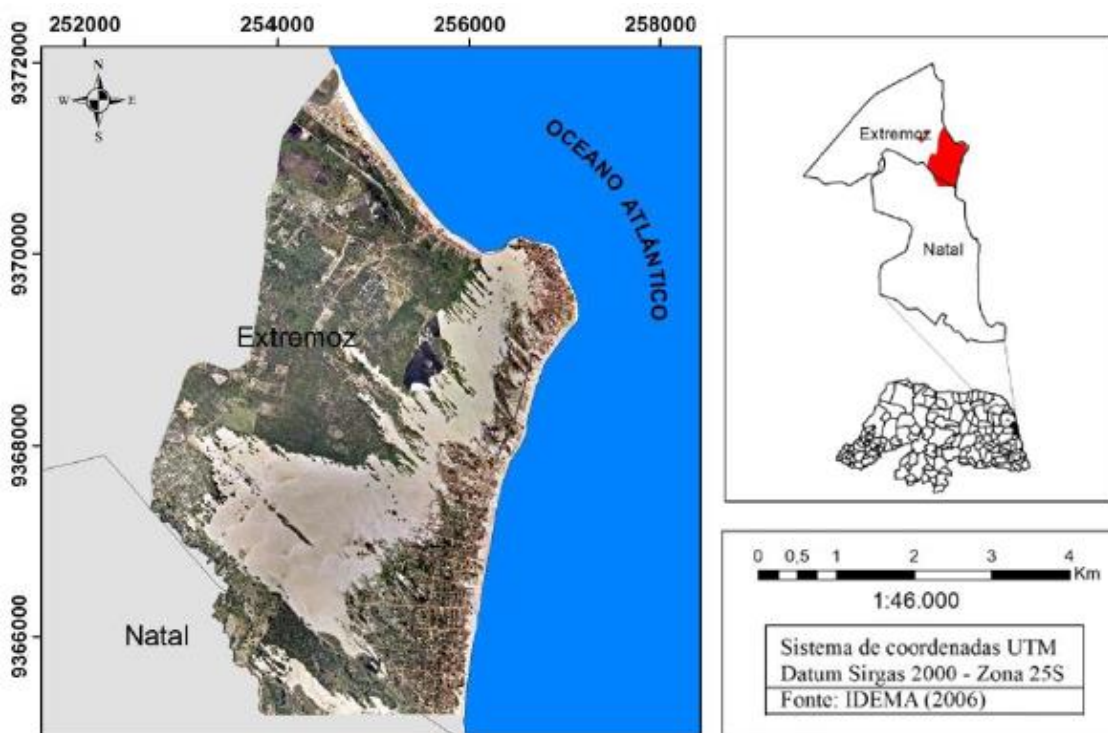 252000 254000 256000 258000
9372000
N
W E
S
OCEANO ATLÂNTICO
9370000
Extremoz
9368000
Natal
9366000
Extremoz
Natal
0 0,5 1 2 3 4
Km
1:46.000
Sistema de coordenadas UTM
Datum Sirgas 2000 - Zona 25S
Fonte: IDEMA (2006)